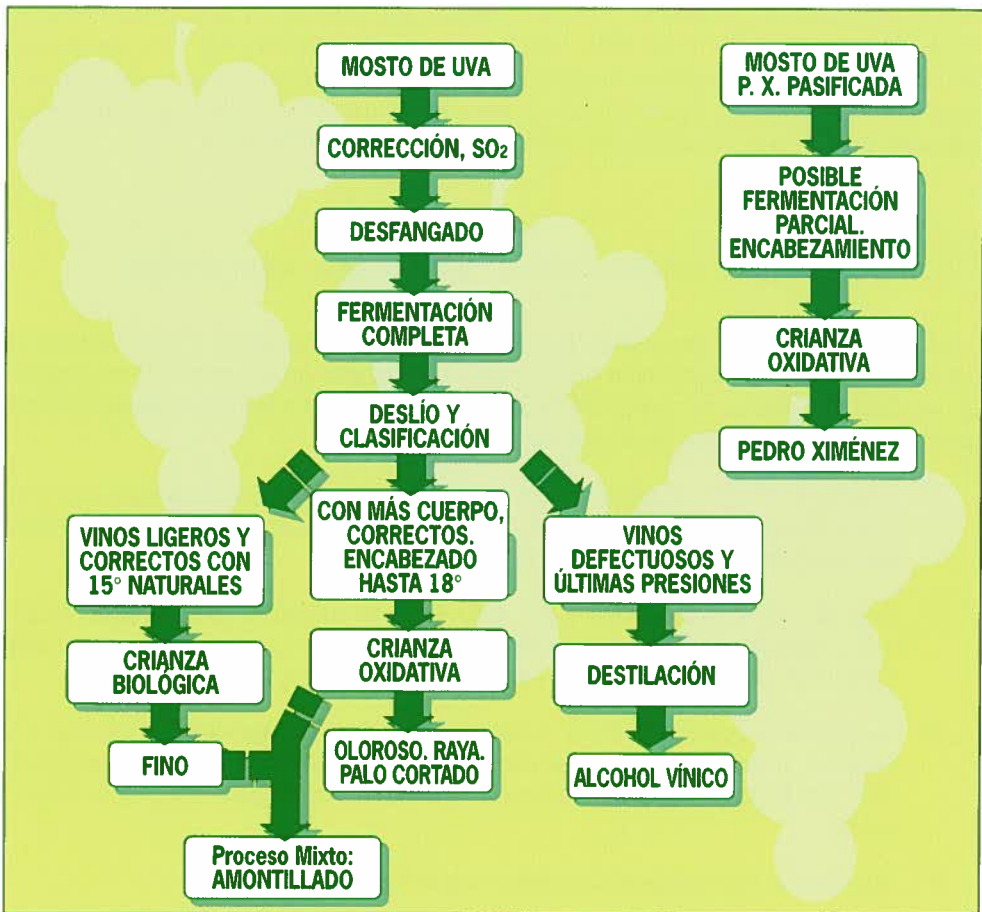 MOSTO DE UVA
CORRECCIÓN, SO₂
DESFANGADO
FERMENTACIÓN
COMPLETA
DESLÍO Y
CLASIFICACIÓN
VINOS LIGEROS Y
CORRECTOS CON
15° NATURALES
CRIANZA
BIOLÓGICA
FINO
CON MÁS CUERPO,
CORRECTOS.
ENCABEZADO
HASTA 18°
CRIANZA
OXIDATIVA
OLOROSO. RAYA.
PALO CORTADO
Proceso Mixto:
AMONTILLADO
VINOS
DEFECTUOSOS Y
ÚLTIMAS PRESIONES
DESTILACIÓN
ALCOHOL VÍNICO
MOSTO DE UVA
P. X. PASIFICADA
POSIBLE
FERMENTACIÓN
PARCIAL.
ENCABEZAMIENTO
CRIANZA
OXIDATIVA
PEDRO XIMÉNEZ